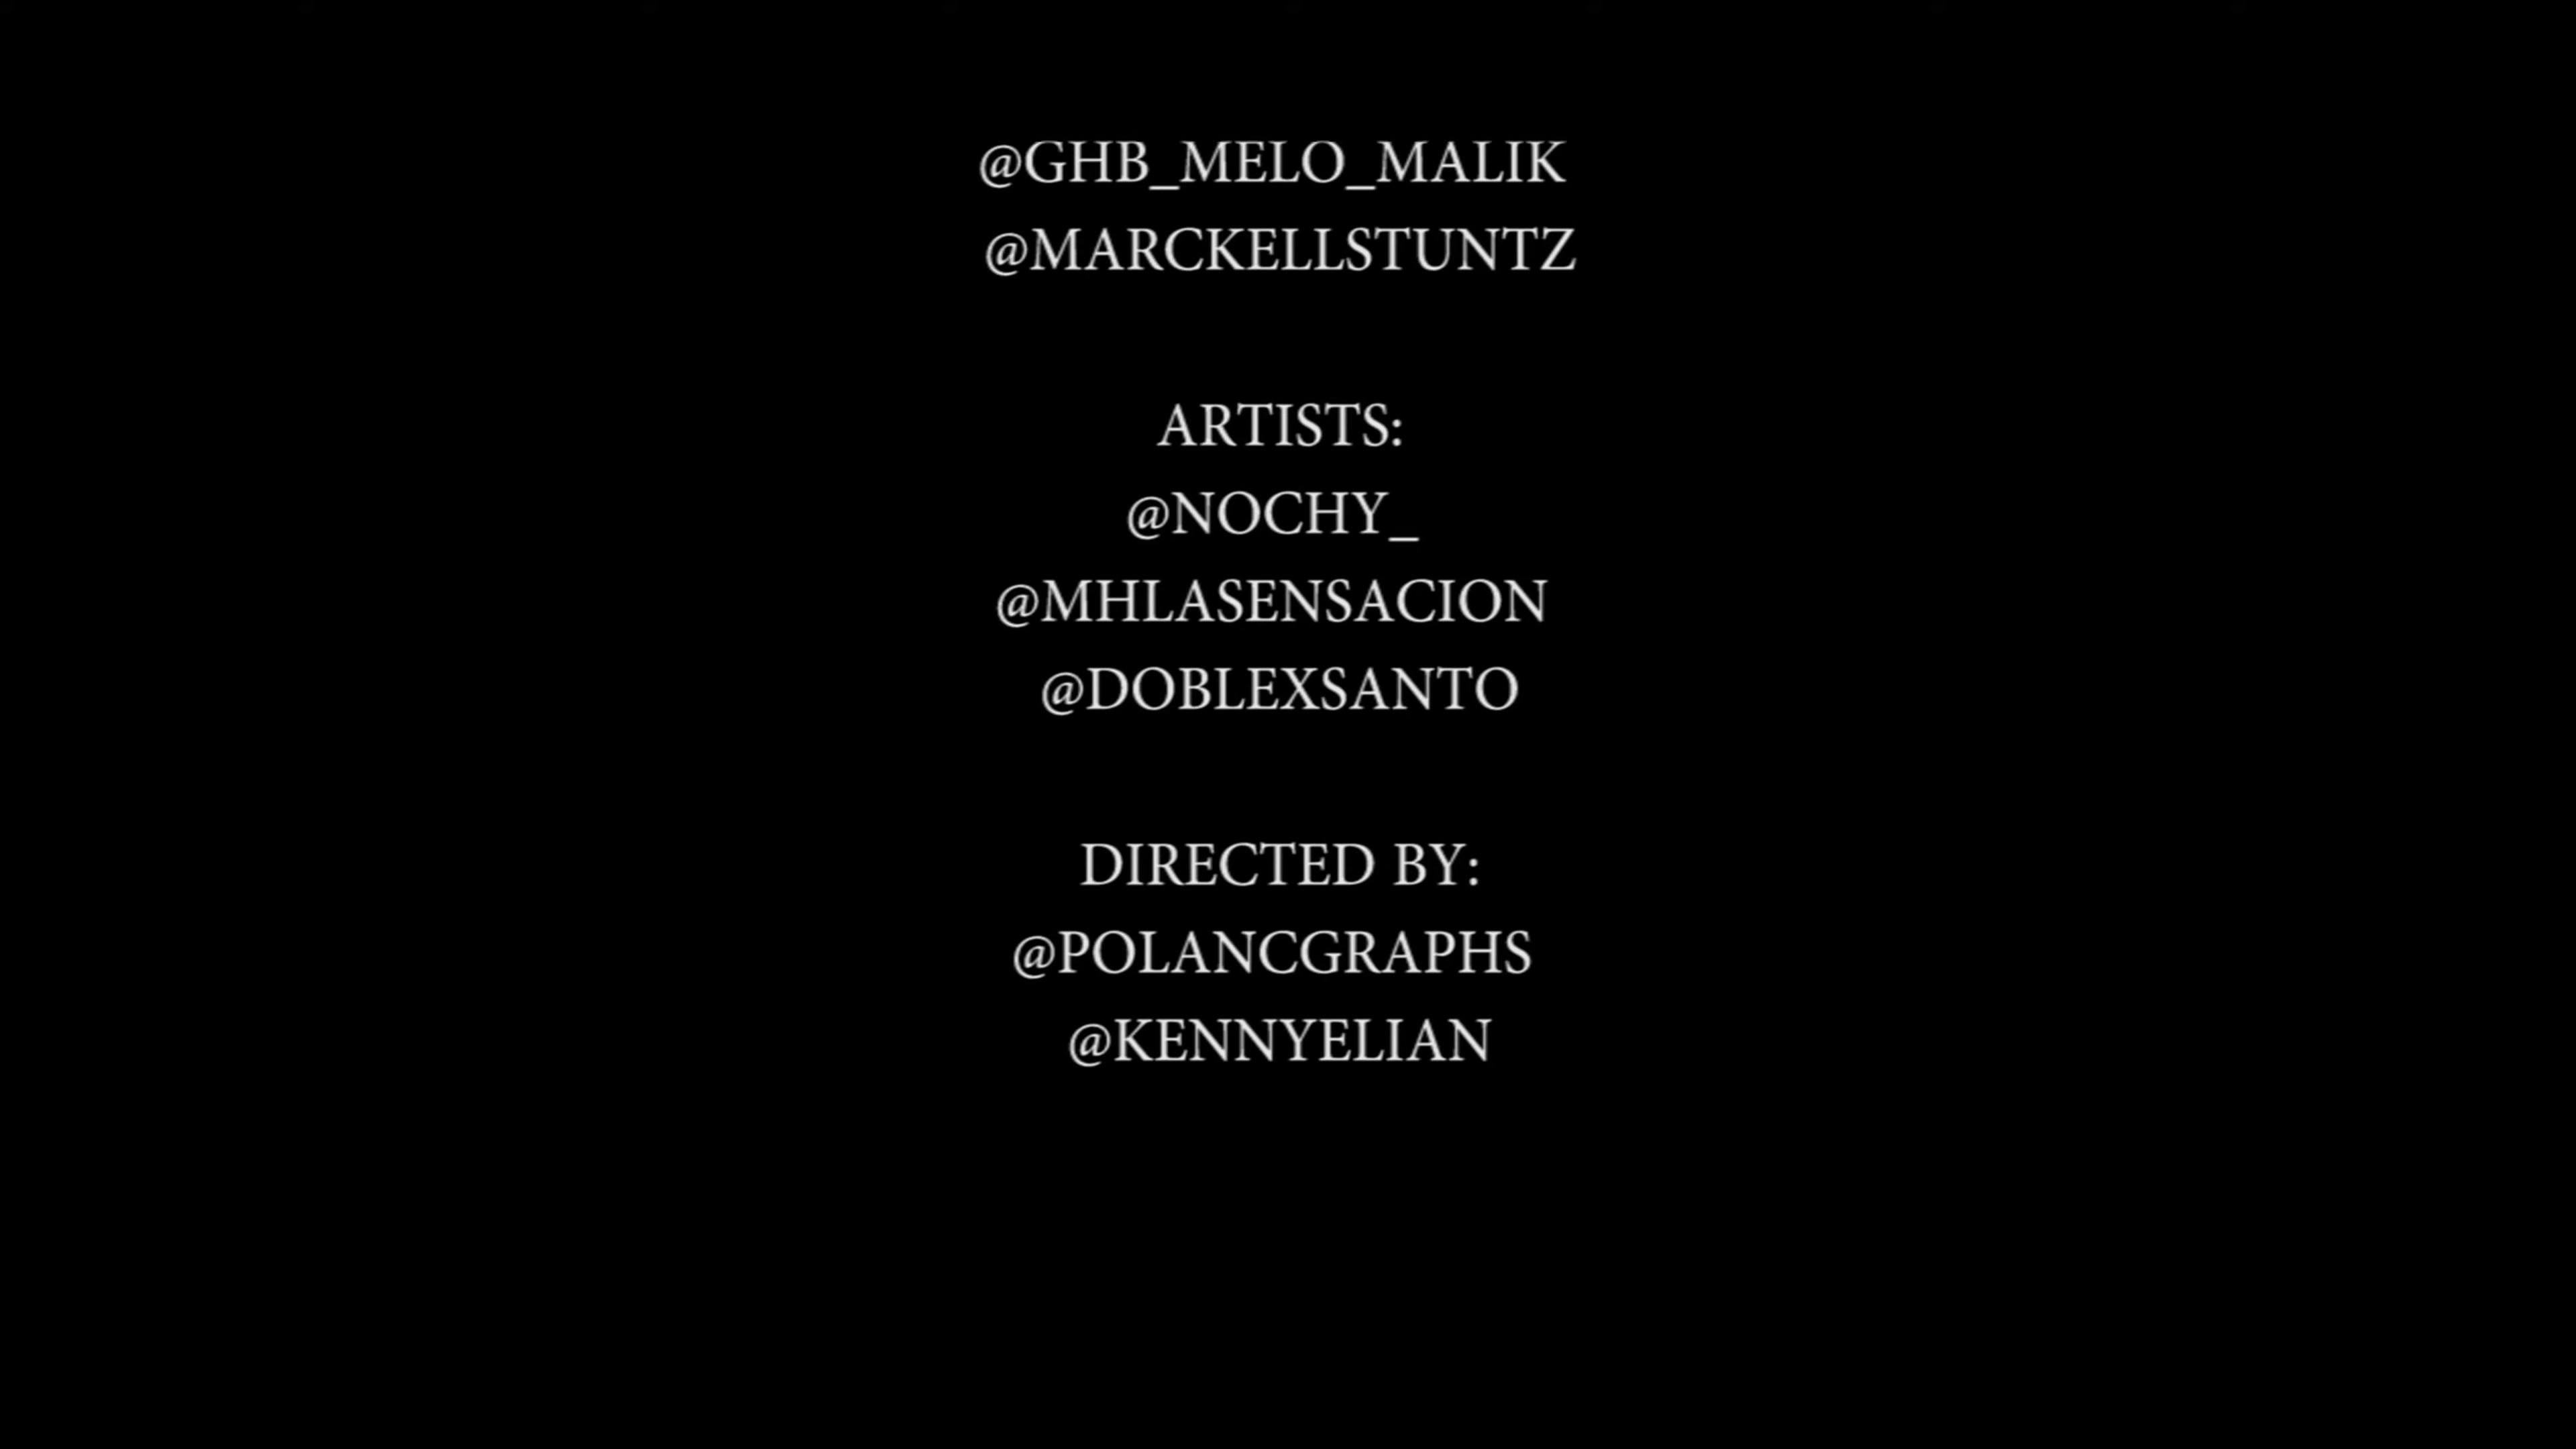 @GHB_MELO_MALIK
@MARCKELLSTUNTZ
ARTISTS:
@NOCHY_
@MHLASENSACION
@DOBLEXSANTO
DIRECTED BY:
@POLANCGRAPHS
@KENNYELIAN